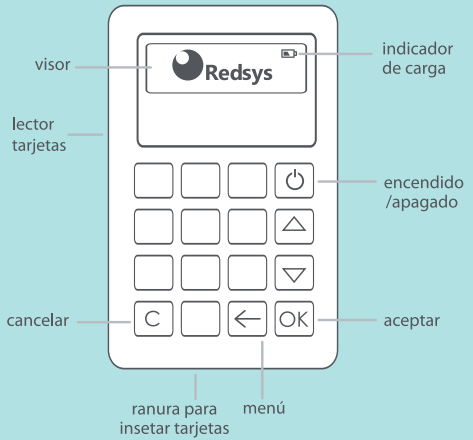 visor
Redsys
indicador
de carga
lector
tarjetas
encendido
/apagado
cancelar
C
OK
aceptar
ranura para
insetar tarjetas
menú